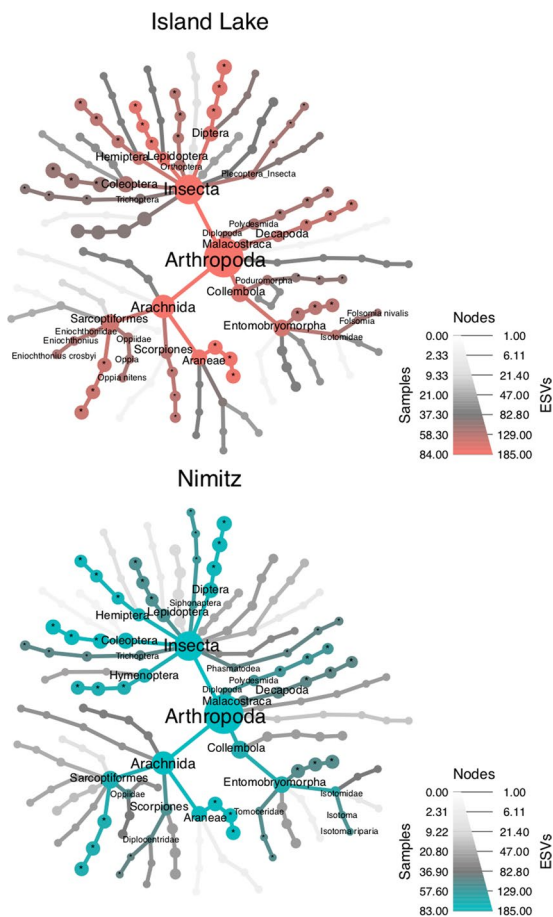 Island Lake
Diptera
Hemiptera
Lepidoptera
Orthoptera
Plecoptera_Insecta
Coleoptera
Insecta
Trichoptera
Polydesmida
Diplopoda
Decapoda
Malacostraca
Arthropoda
Poduromorpha
Collembola
Arachnida
Folsomia nivalis
Folsomia
Sarcoptiformes
Entomobryomorpha
Eniochthoniidae
Oppiidae
Isotomidae
Eniochthonius
Scorpiones
Eniochthonius crosbyi
Oppia
Araneae
Oppia nitens
Nodes
0.00 1.00
2.33 6.11
9.33 21.40
21.00 47.00
37.30 82.80
58.30 129.00
84.00 185.00
Samples
ESVs
Nimitz
Diptera
Siphonaptera
Hemiptera
Lepidoptera
Coleoptera
Insecta
Trichoptera
Phasmatodea
Hymenoptera
Polydesmida
Diplopoda
Decapoda
Malacostraca
Arthropoda
Collembola
Arachnida
Sarcoptiformes
Entomobryomorpha
Oppiidae
Isotomidae
Scorpiones
Tomoceridae
Araneae
Isotoma
Diplocentridae
Isotoma riparia
Nodes
0.00 1.00
2.31 6.11
9.22 21.40
20.80 47.00
36.90 82.80
57.60 129.00
83.00 185.00
Samples
ESVs